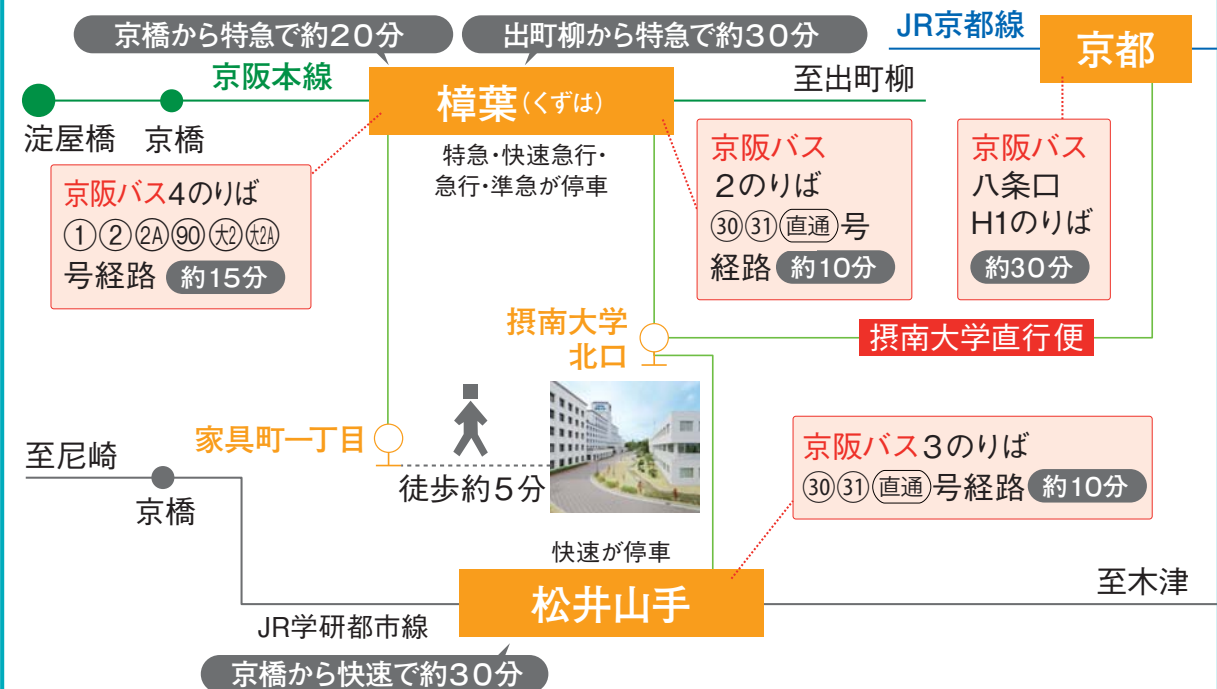 京橋から特急で約20分
出町柳から特急で約30分
JR京都線
京都
京阪本線
樟葉(くずは)
至出町柳
淀屋橋
京橋
特急・快速急行・
急行・準急が停車
京阪バス4のりば
①②2A90大2大2A
号経路 約15分
京阪バス
2のりば
㉚㉛直通号
経路 約10分
京阪バス
八条口
H1のりば
約30分
摂南大学
北口
摂南大学直行便
家具町一丁目
徒歩約5分
京阪バス3のりば
㉚㉛直通号経路 約10分
至尼崎
京橋
快速が停車
松井山手
至木津
JR学研都市線
京橋から快速で約30分